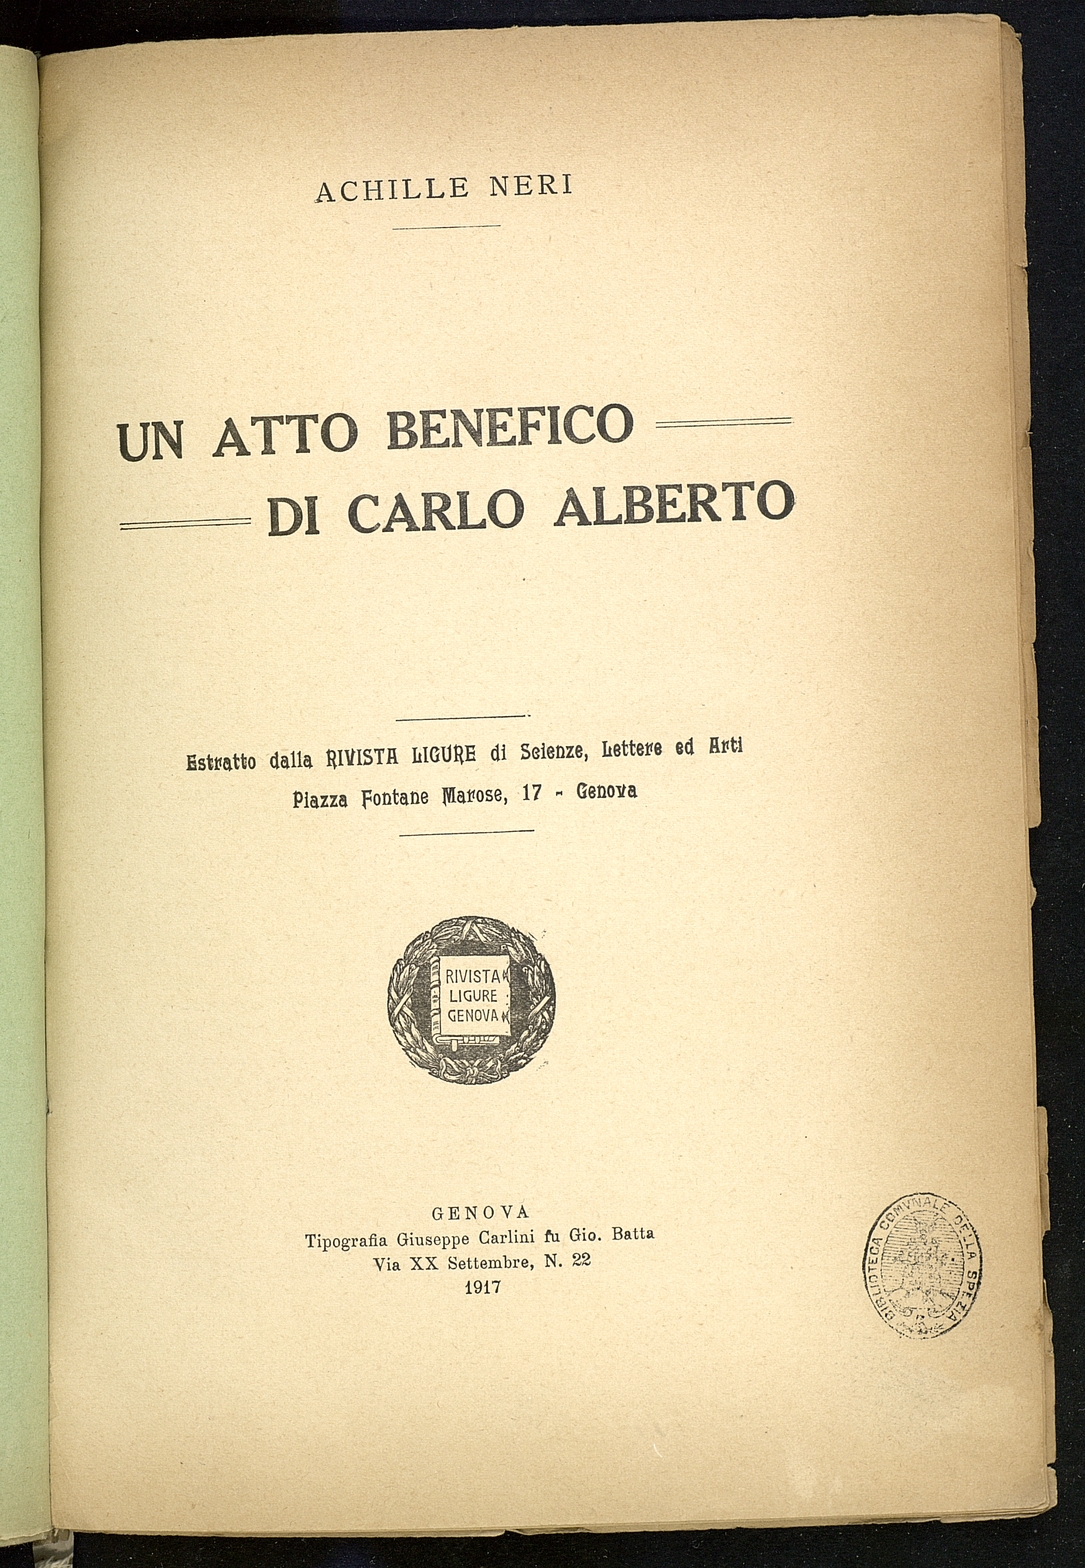 ACHILLE NERI
UN ATTO BENEFICO
DI CARLO ALBERTO
Estratto dalla RIVISTA LIGURE di Scienze, Lettere ed Arti
Piazza Fontane Marose, 17 - Genova
RIVISTA
LIGURE
GENOVA
GENOVA
Tipografia Giuseppe Carlini fu Gio. Batta
Via XX Settembre, N. 22
1917
BIBLIOTECA COMUNALE DELLA SPEZIA